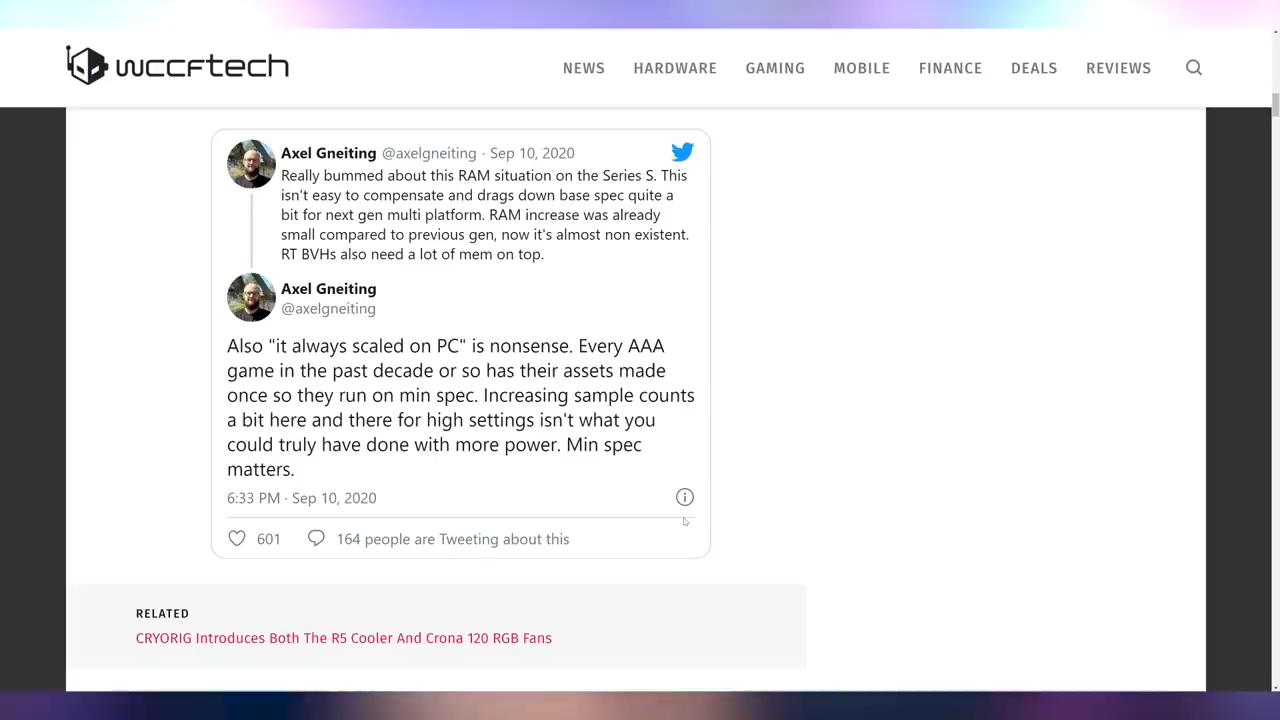 wccftech
NEWS HARDWARE GAMING MOBILE FINANCE DEALS REVIEWS
Axel Gneiting @axelgneiting · Sep 10, 2020
Really bummed about this RAM situation on the Series S. This
isn't easy to compensate and drags down base spec quite a
bit for next gen multi platform. RAM increase was already
small compared to previous gen, now it's almost non existent.
RT BVHs also need a lot of mem on top.
Axel Gneiting
@axelgneiting
Also "it always scaled on PC" is nonsense. Every AAA
game in the past decade or so has their assets made
once so they run on min spec. Increasing sample counts
a bit here and there for high settings isn't what you
could truly have done with more power. Min spec
matters.
6:33 PM · Sep 10, 2020
601 164 people are Tweeting about this
RELATED
CRYORIG Introduces Both The R5 Cooler And Crona 120 RGB Fans